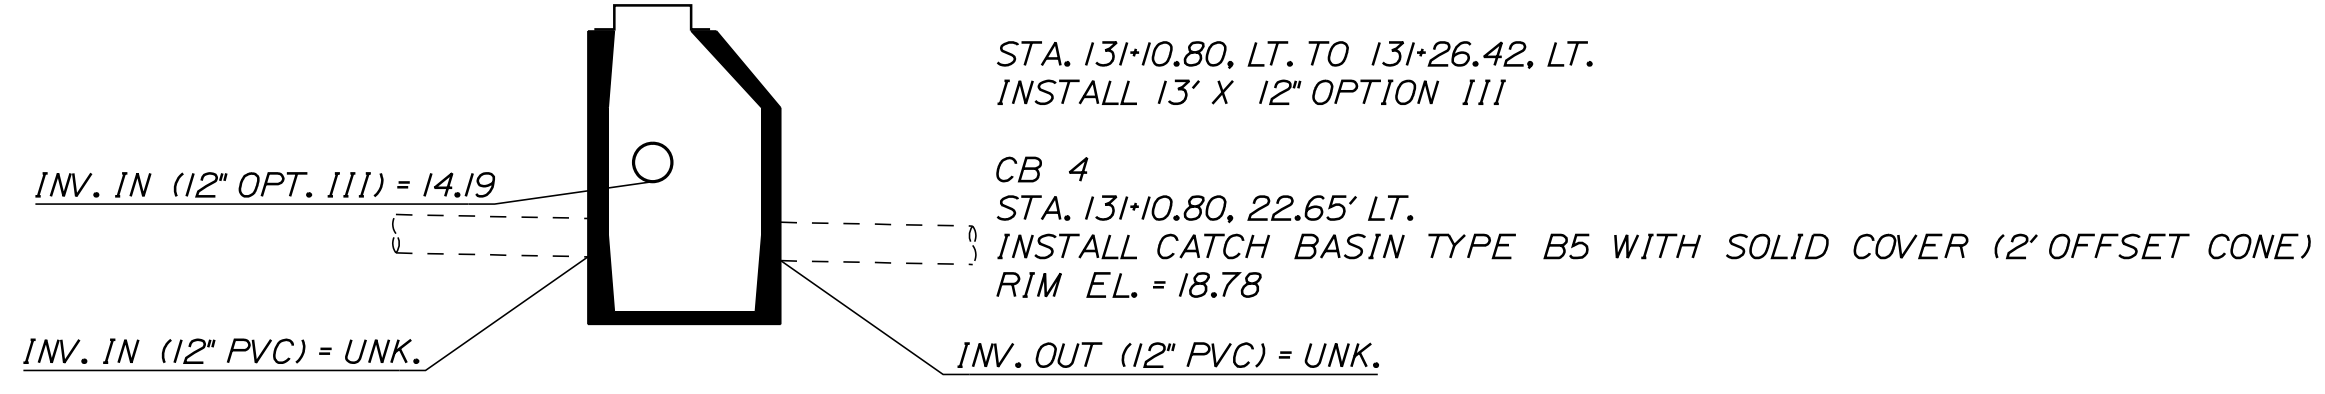 STA. 131+10.80, LT. TO 131+26.42, LT.
INSTALL 13' X 12" OPTION III
CB 4
STA. 131+10.80, 22.65' LT.
INSTALL CATCH BASIN TYPE B5 WITH SOLID COVER (2' OFFSET CONE)
RIM EL. = 18.78
INV. IN (12" OPT. III) = 14.19
INV. IN (12" PVC) = UNK.
INV. OUT (12" PVC) = UNK.